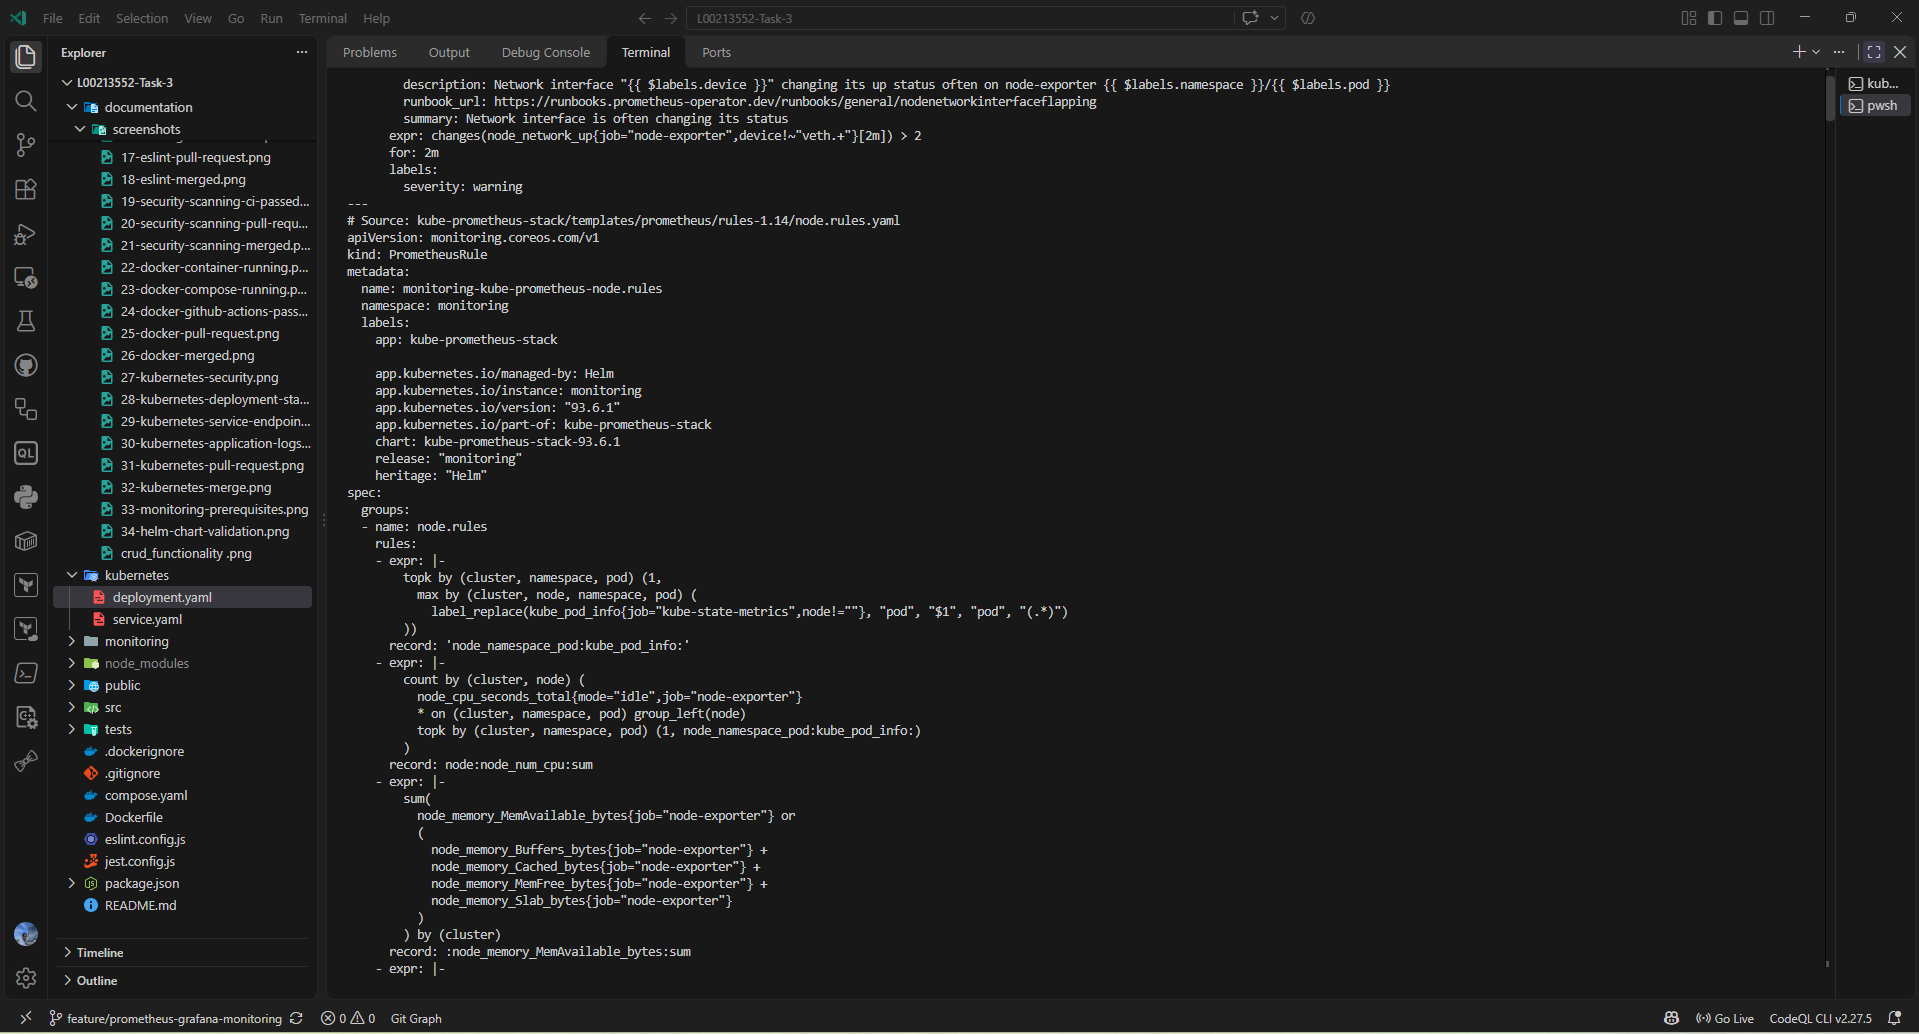 File Edit Selection View Go Run Terminal Help
L00213552-Task-3
Explorer
L00213552-Task-3
documentation
screenshots
17-eslint-pull-request.png
18-eslint-merged.png
19-security-scanning-ci-passed...
20-security-scanning-pull-requ...
21-security-scanning-merged.p...
22-docker-container-running.p...
23-docker-compose-running.p...
24-docker-github-actions-pass...
25-docker-pull-request.png
26-docker-merged.png
27-kubernetes-security.png
28-kubernetes-deployment-sta...
29-kubernetes-service-endpoin...
30-kubernetes-application-logs...
31-kubernetes-pull-request.png
32-kubernetes-merge.png
33-monitoring-prerequisites.png
34-helm-chart-validation.png
crud_functionality .png
kubernetes
deployment.yaml
service.yaml
monitoring
node_modules
public
src
tests
.dockerignore
.gitignore
compose.yaml
Dockerfile
eslint.config.js
jest.config.js
package.json
README.md
Timeline
Outline
Problems Output Debug Console Terminal Ports
description: Network interface "{{ $labels.device }}" changing its up status often on node-exporter {{ $labels.namespace }}/{{ $labels.pod }}
runbook_url: https://runbooks.prometheus-operator.dev/runbooks/general/nodenetworkinterfaceflapping
summary: Network interface is often changing its status
expr: changes(node_network_up{job="node-exporter",device!~"veth.+"}[2m]) > 2
for: 2m
labels:
severity: warning
---
# Source: kube-prometheus-stack/templates/prometheus/rules-1.14/node.rules.yaml
apiVersion: monitoring.coreos.com/v1
kind: PrometheusRule
metadata:
name: monitoring-kube-prometheus-node.rules
namespace: monitoring
labels:
app: kube-prometheus-stack
app.kubernetes.io/managed-by: Helm
app.kubernetes.io/instance: monitoring
app.kubernetes.io/version: "93.6.1"
app.kubernetes.io/part-of: kube-prometheus-stack
chart: kube-prometheus-stack-93.6.1
release: "monitoring"
heritage: "Helm"
spec:
groups:
- name: node.rules
rules:
- expr: |-
topk by (cluster, namespace, pod) (1,
max by (cluster, node, namespace, pod) (
label_replace(kube_pod_info{job="kube-state-metrics",node!=""}, "pod", "$1", "pod", "(.*)")
))
record: 'node_namespace_pod:kube_pod_info:'
- expr: |-
count by (cluster, node) (
node_cpu_seconds_total{mode="idle",job="node-exporter"}
* on (cluster, namespace, pod) group_left(node)
topk by (cluster, namespace, pod) (1, node_namespace_pod:kube_pod_info:)
)
record: node:node_num_cpu:sum
- expr: |-
sum(
node_memory_MemAvailable_bytes{job="node-exporter"} or
(
node_memory_Buffers_bytes{job="node-exporter"} +
node_memory_Cached_bytes{job="node-exporter"} +
node_memory_MemFree_bytes{job="node-exporter"} +
node_memory_Slab_bytes{job="node-exporter"}
)
) by (cluster)
record: :node_memory_MemAvailable_bytes:sum
- expr: |-
kub...
pwsh
feature/prometheus-grafana-monitoring 0 0 Git Graph
Go Live CodeQL CLI v2.27.5